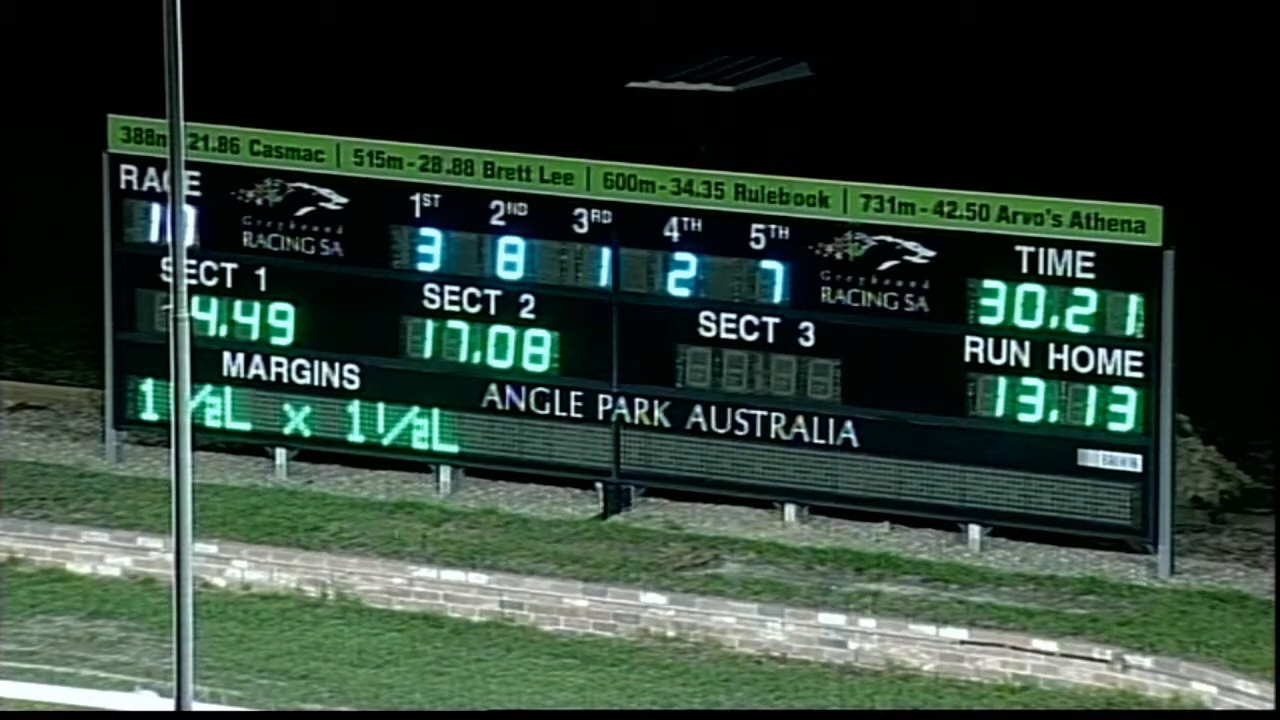 388m-21.86 Casmac | 515m-28.88 Brett Lee | 600m-34.35 Rulebook | 731m-42.50 Arvo's Athena
RACE 1ST 2ND 3RD 4TH 5TH TIME
3 8 1 2 7 30.21
Greyhound RACING SA Greyhound RACING SA
SECT 1 SECT 2 SECT 3 RUN HOME
4.49 17.08 13.13
MARGINS ANGLE PARK AUSTRALIA
1 1/2L x 1 1/2L